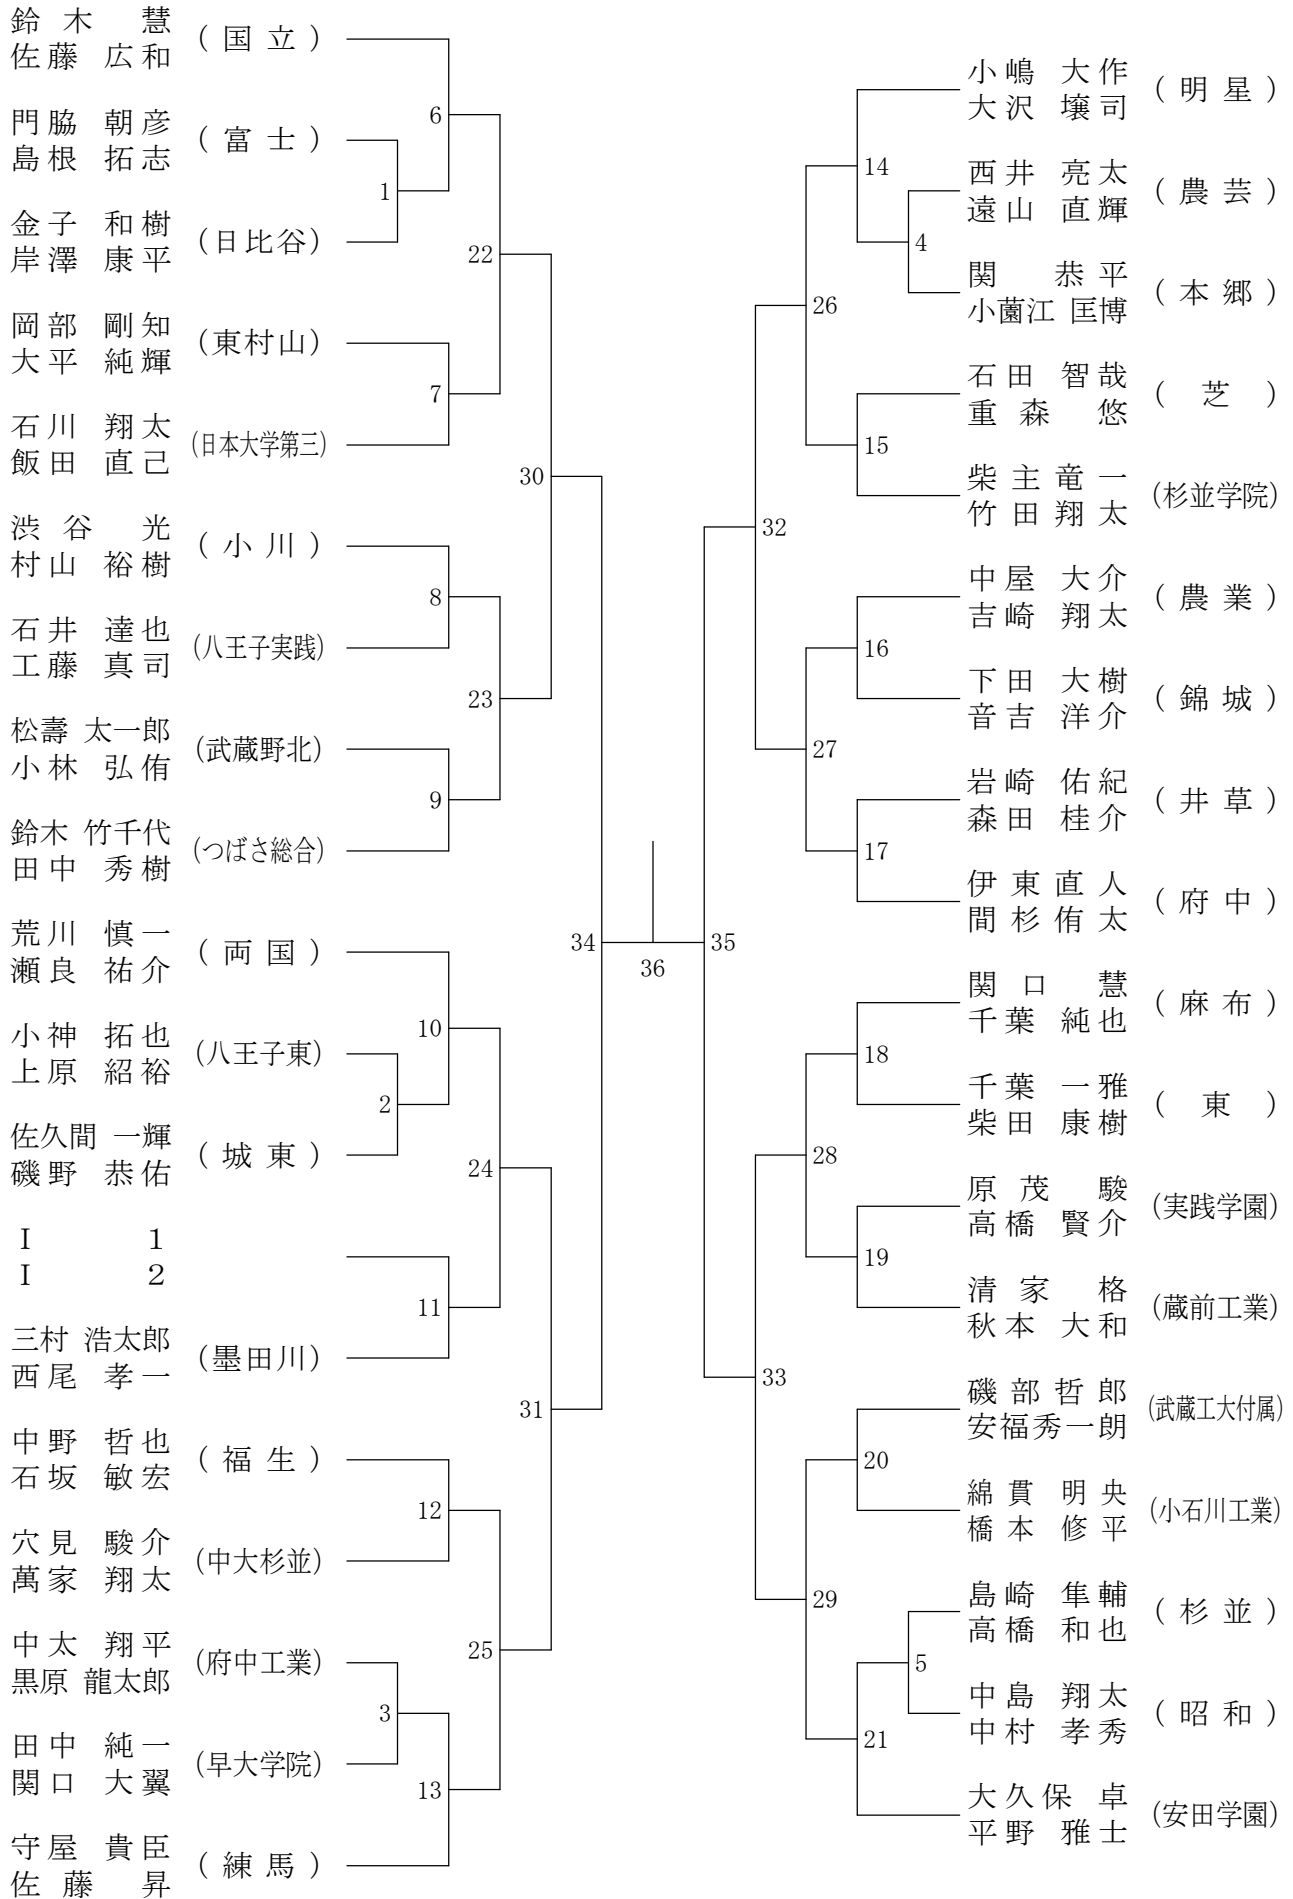 鈴木 慧
佐藤 広和
(国立)
門脇 朝彦
島根 拓志
(富士)
金子 和樹
岸澤 康平
(日比谷)
岡部 剛知
大平 純輝
(東村山)
石川 翔太
飯田 直己
(日本大学第三)
渋谷 光
村山 裕樹
(小川)
石井 達也
工藤 真司
(八王子実践)
松壽 太一郎
小林 弘侑
(武蔵野北)
鈴木 竹千代
田中 秀樹
(つばさ総合)
荒川 慎一
瀬良 祐介
(両国)
小神 拓也
上原 紹裕
(八王子東)
佐久間 一輝
磯野 恭佑
(城東)
I 1
I 2
三村 浩太郎
西尾 孝一
(墨田川)
中野 哲也
石坂 敏宏
(福生)
穴見 駿介
萬家 翔太
(中大杉並)
中太 翔平
黒原 龍太郎
(府中工業)
田中 純一
関口 大翼
(早大学院)
守屋 貴臣
佐藤 昇
(練馬)
1
2
3
6
7
8
9
10
11
12
13
22
23
24
25
30
31
34
36
35
32
33
26
27
28
29
14
15
16
17
18
19
20
21
4
5
小嶋 大作
大沢 壌司
(明星)
西井 亮太
遠山 直輝
(農芸)
関 恭平
小薗江 匡博
(本郷)
石田 智哉
重森 悠
(芝)
柴主竜一
竹田翔太
(杉並学院)
中屋 大介
吉崎 翔太
(農業)
下田 大樹
音吉 洋介
(錦城)
岩崎 佑紀
森田 桂介
(井草)
伊東直人
間杉侑太
(府中)
関口 慧
千葉 純也
(麻布)
千葉 一雅
柴田 康樹
(東)
原茂 駿
高橋 賢介
(実践学園)
清家 格
秋本 大和
(蔵前工業)
磯部哲郎
安福秀一朗
(武蔵工大付属)
綿貫 明央
橋本 修平
(小石川工業)
島崎 隼輔
高橋 和也
(杉並)
中島 翔太
中村 孝秀
(昭和)
大久保 卓
平野 雅士
(安田学園)